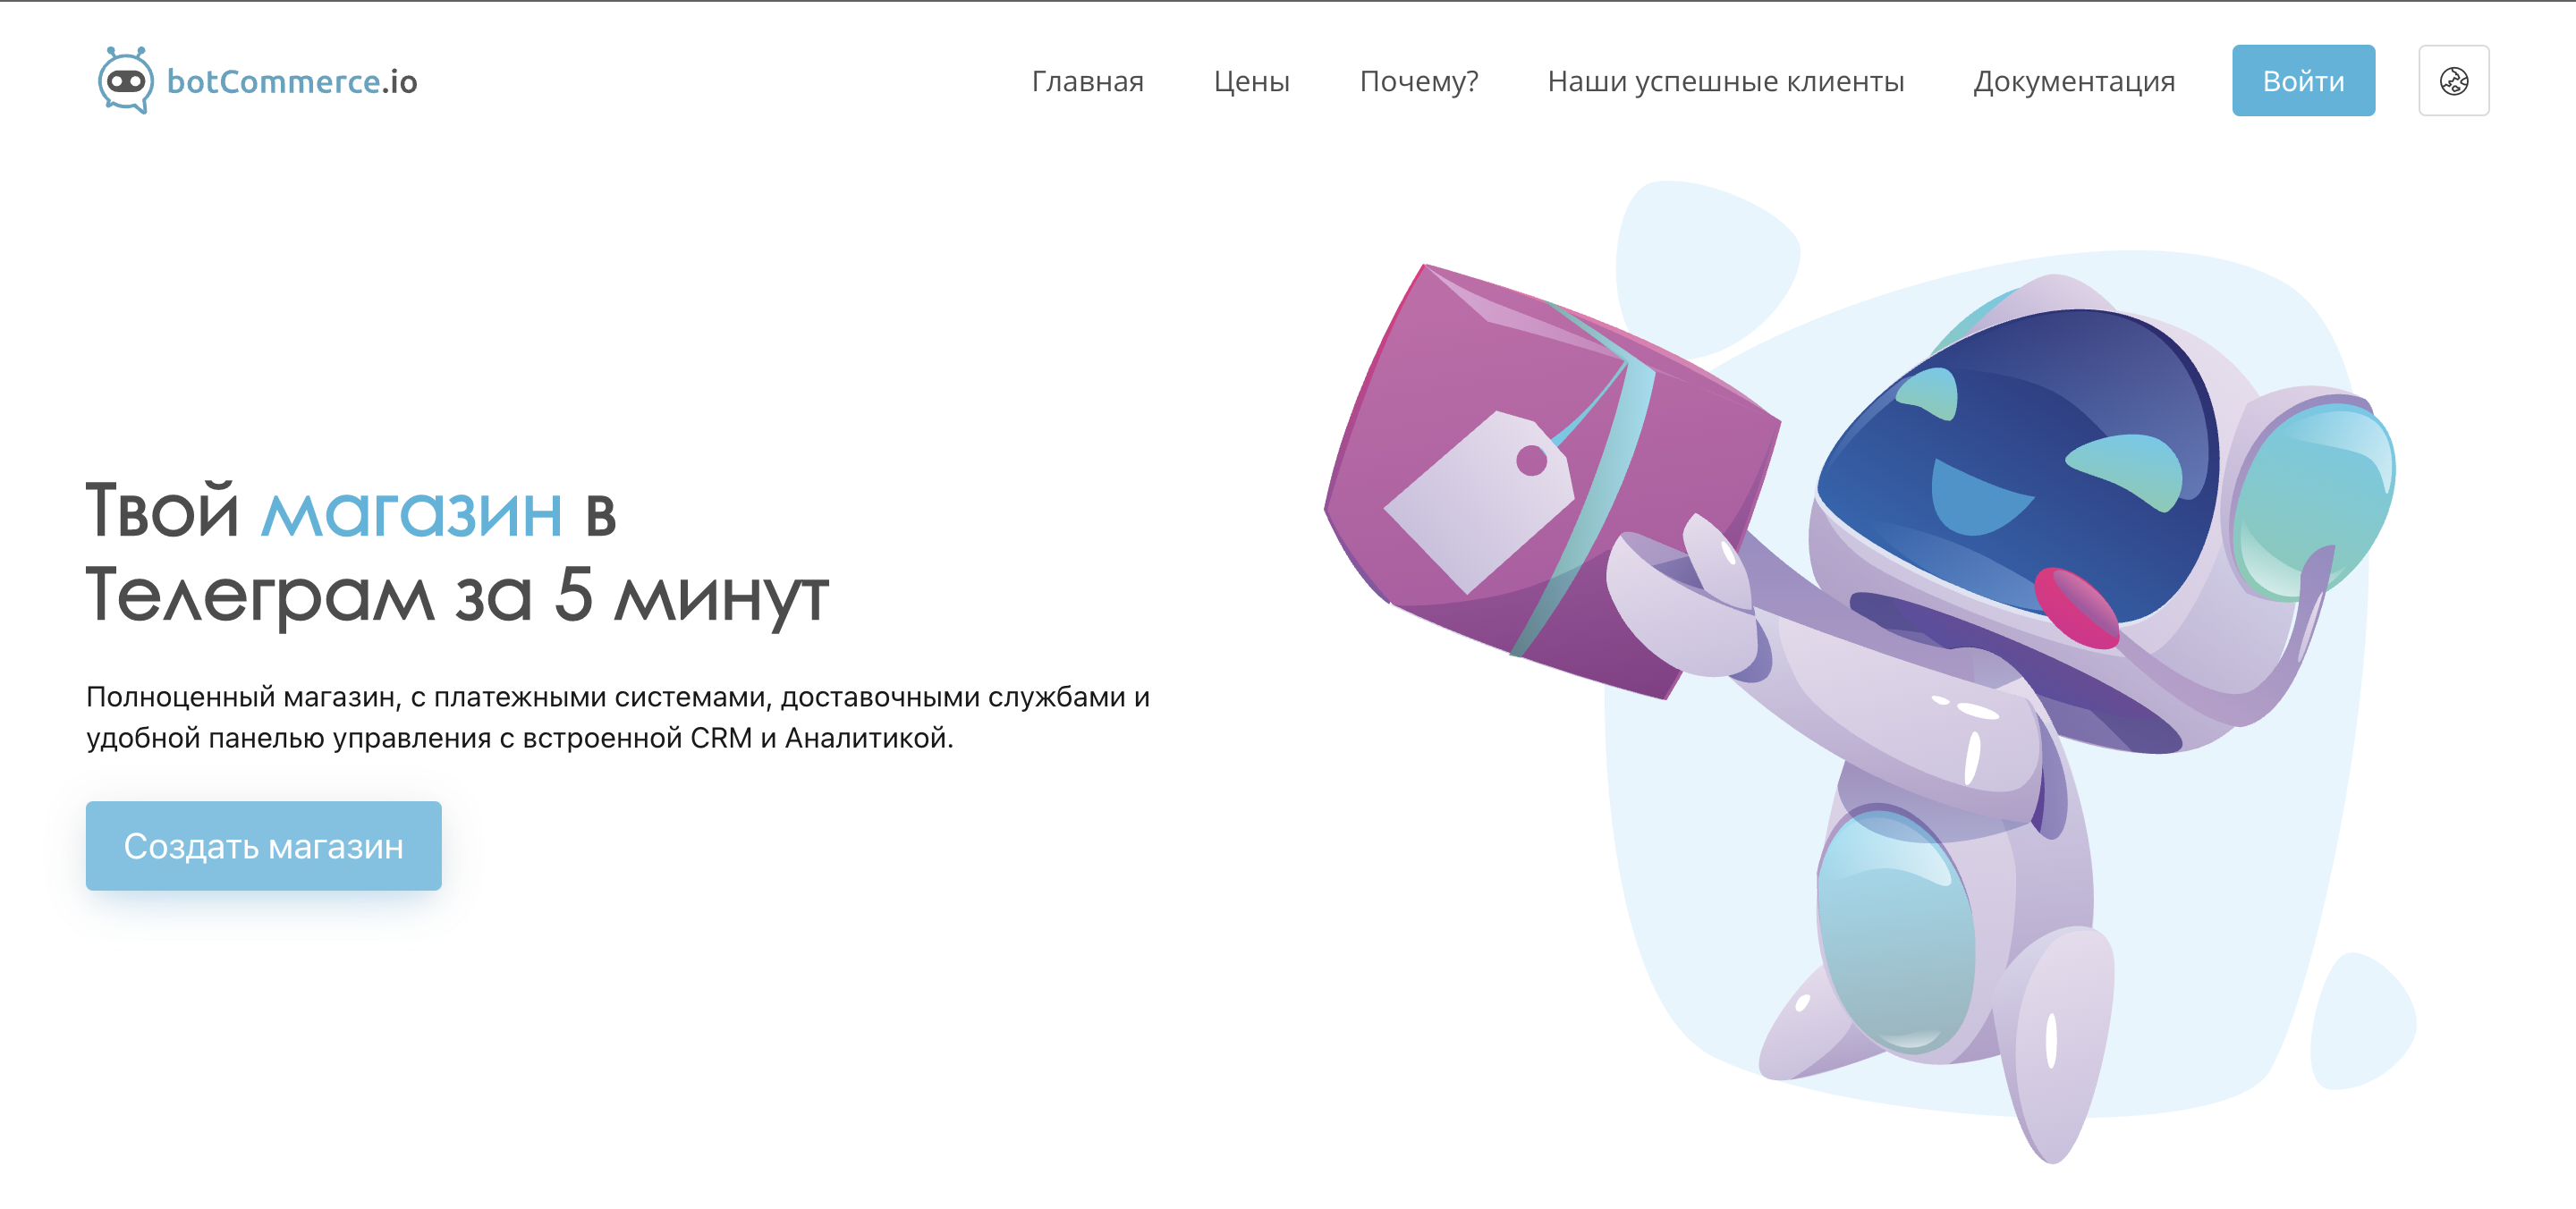 botCommerce.io
Главная
Цены
Почему?
Наши успешные клиенты
Документация
Войти
Твой магазин в
Телеграм за 5 минут
Полноценный магазин, с платежными системами, доставочными службами и
удобной панелью управления с встроенной CRM и Аналитикой.
Создать магазин